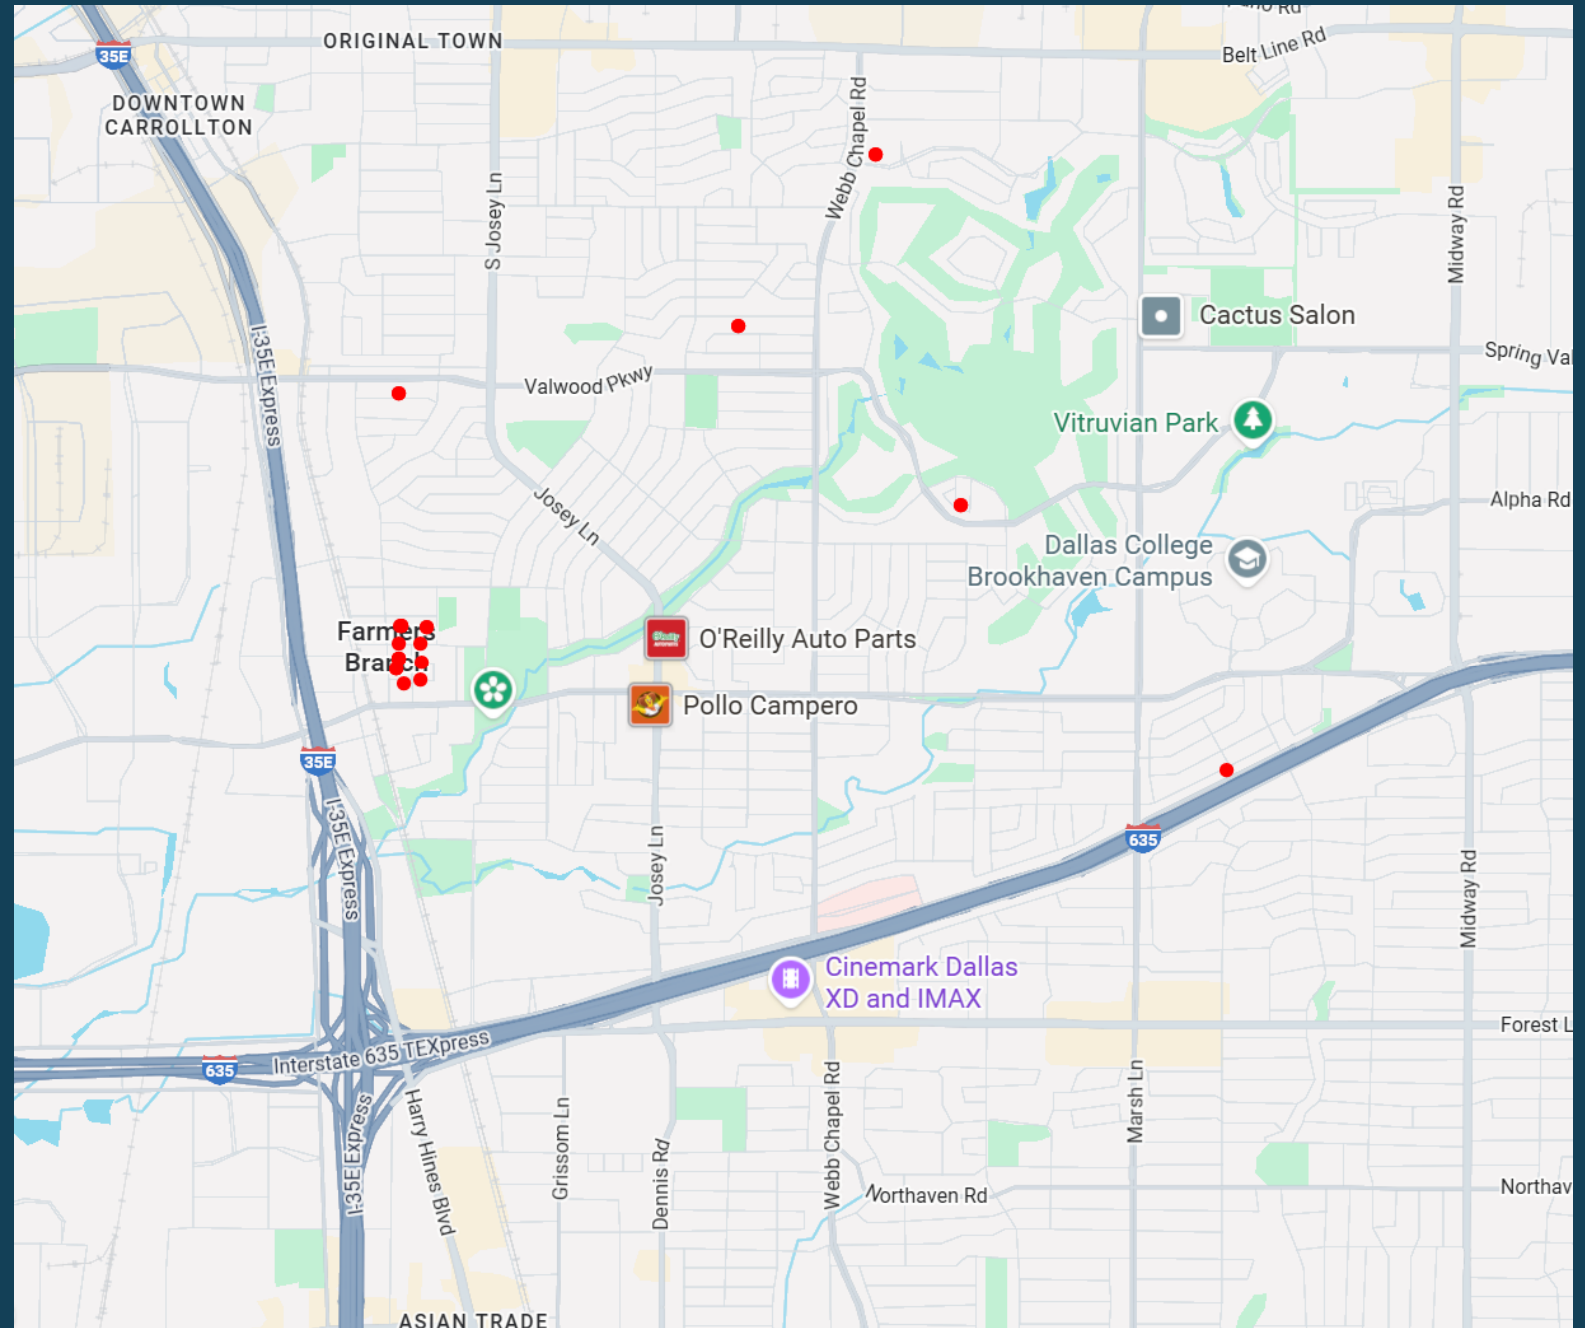 Belt Line Rd
35E
ORIGINAL TOWN
DOWNTOWN
CARROLLTON
Webb Chapel Rd
S Josey Ln
Midway Rd
Cactus Salon
I-35E Express
Spring Val
Valwood Pkwy
Vitruvian Park
Josey Ln
Alpha Rd
Dallas College
Brookhaven Campus
Farmers
Branch
O'Reilly Auto Parts
Pollo Campero
35E
I-35E Express
635
Josey Ln
Midway Rd
Cinemark Dallas
XD and IMAX
Forest L
Interstate 635 TEXpress
635
Harry Hines Blvd
I-35E Express
Grissom Ln
Dennis Rd
Webb Chapel Rd
Marsh Ln
Northaven Rd
Northav
ASIAN TRADE